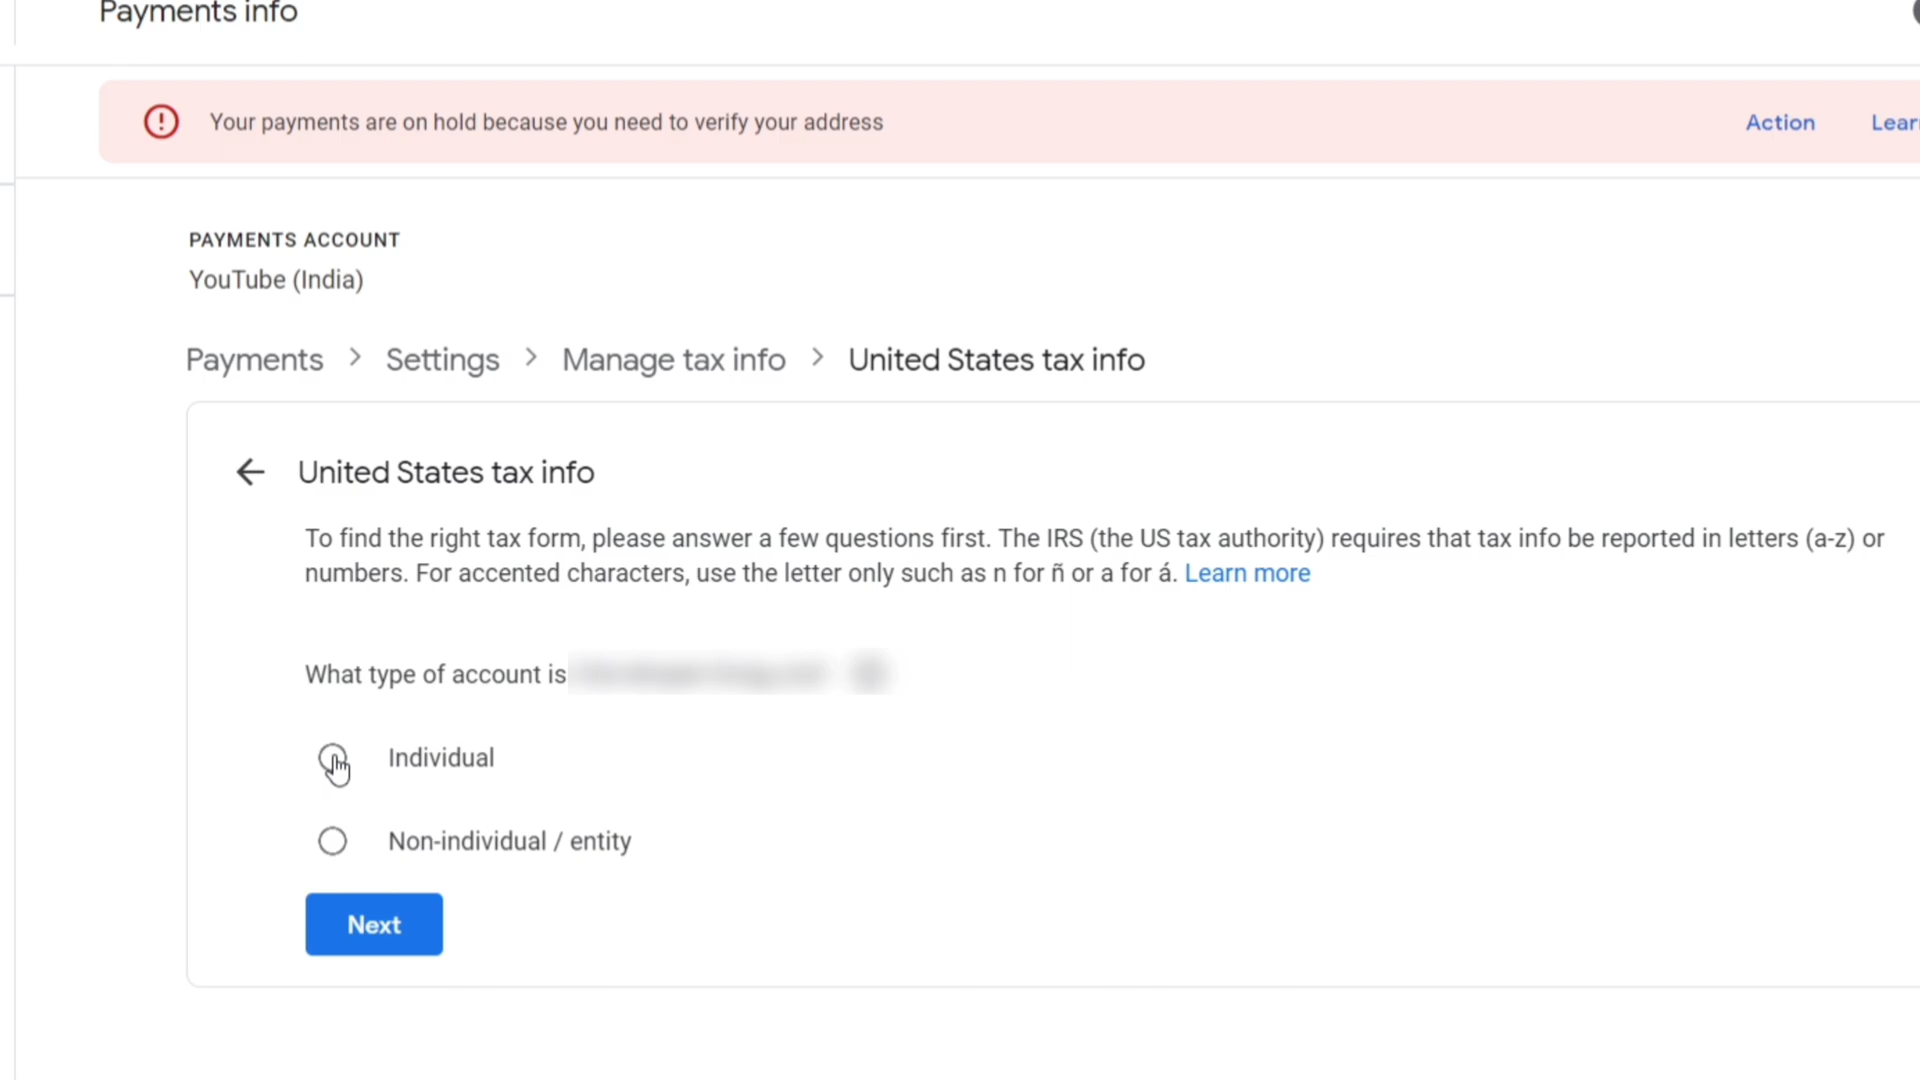 Payments info
Your payments are on hold because you need to verify your address
Action
PAYMENTS ACCOUNT
YouTube (India)
Payments > Settings > Manage tax info > United States tax info
United States tax info
To find the right tax form, please answer a few questions first. The IRS (the US tax authority) requires that tax info be reported in letters (a-z) or
numbers. For accented characters, use the letter only such as n for ñ or a for á. Learn more
What type of account is
Individual
Non-individual / entity
Next